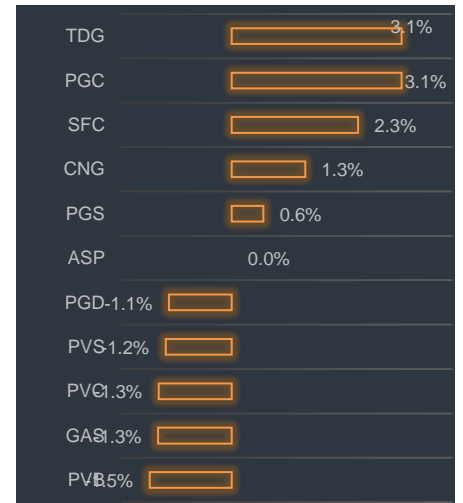 TDG 3.1%
PGC 3.1%
SFC 2.3%
CNG 1.3%
PGS 0.6%
ASP 0.0%
PGD -1.1%
PVS -1.2%
PVC -1.3%
GAS -1.3%
PVB -1.5%